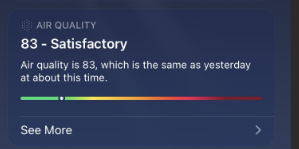 AIR QUALITY
83 - Satisfactory
Air quality is 83, which is the same as yesterday
at about this time.
See More